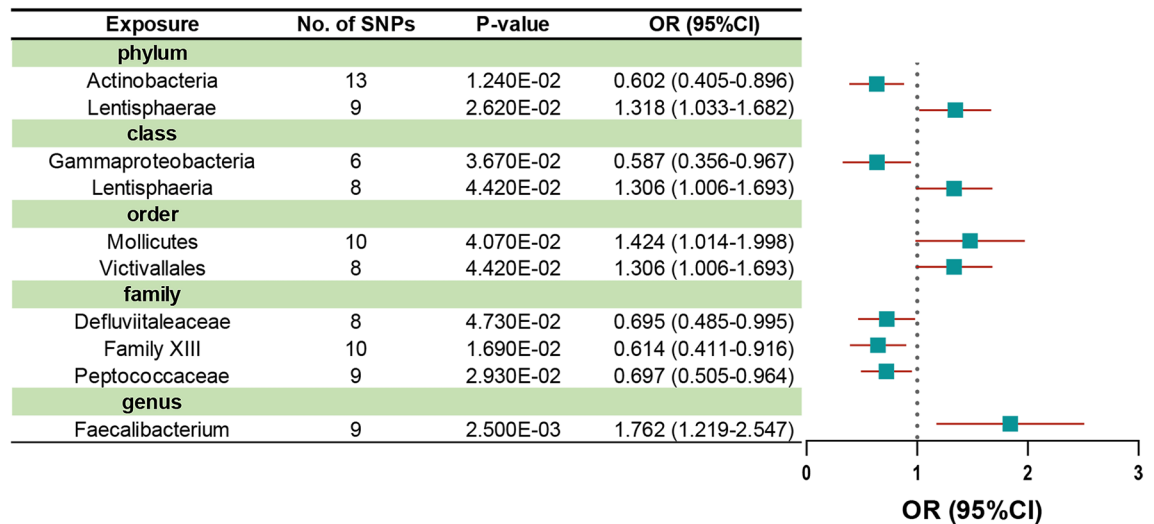 Exposure No. of SNPs P-value OR (95%CI)
phylum
Actinobacteria 13 1.240E-02 0.602 (0.405-0.896)
Lentisphaerae 9 2.620E-02 1.318 (1.033-1.682)
class
Gammaproteobacteria 6 3.670E-02 0.587 (0.356-0.967)
Lentisphaeria 8 4.420E-02 1.306 (1.006-1.693)
order
Mollicutes 10 4.070E-02 1.424 (1.014-1.998)
Victivallales 8 4.420E-02 1.306 (1.006-1.693)
family
Defluviitaleaceae 8 4.730E-02 0.695 (0.485-0.995)
Family XIII 10 1.690E-02 0.614 (0.411-0.916)
Peptococcaceae 9 2.930E-02 0.697 (0.505-0.964)
genus
Faecalibacterium 9 2.500E-03 1.762 (1.219-2.547)
0 1 2 3
OR (95%CI)